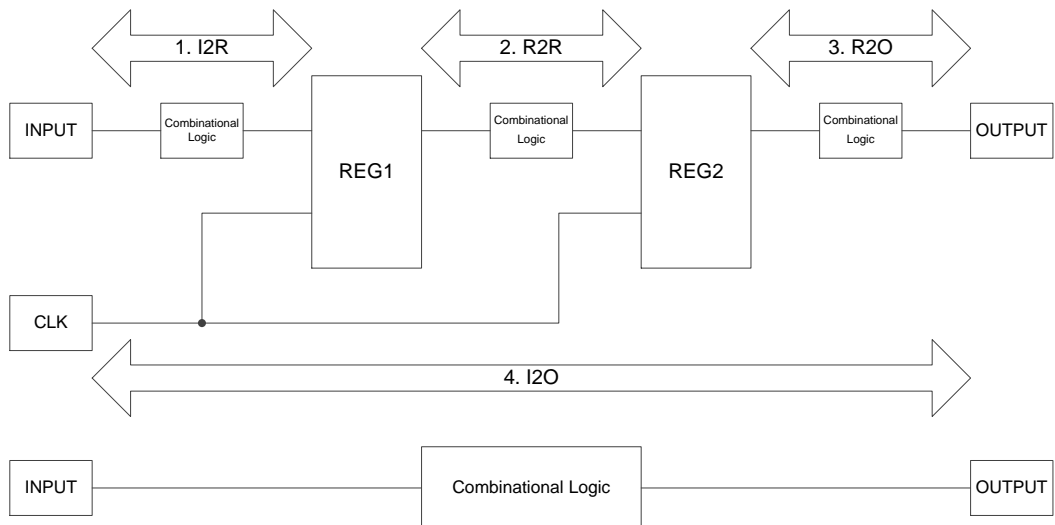 1. I2R
2. R2R
3. R2O
INPUT
Combinational
Logic
REG1
Combinational
Logic
REG2
Combinational
Logic
OUTPUT
CLK
4. I2O
INPUT
Combinational Logic
OUTPUT